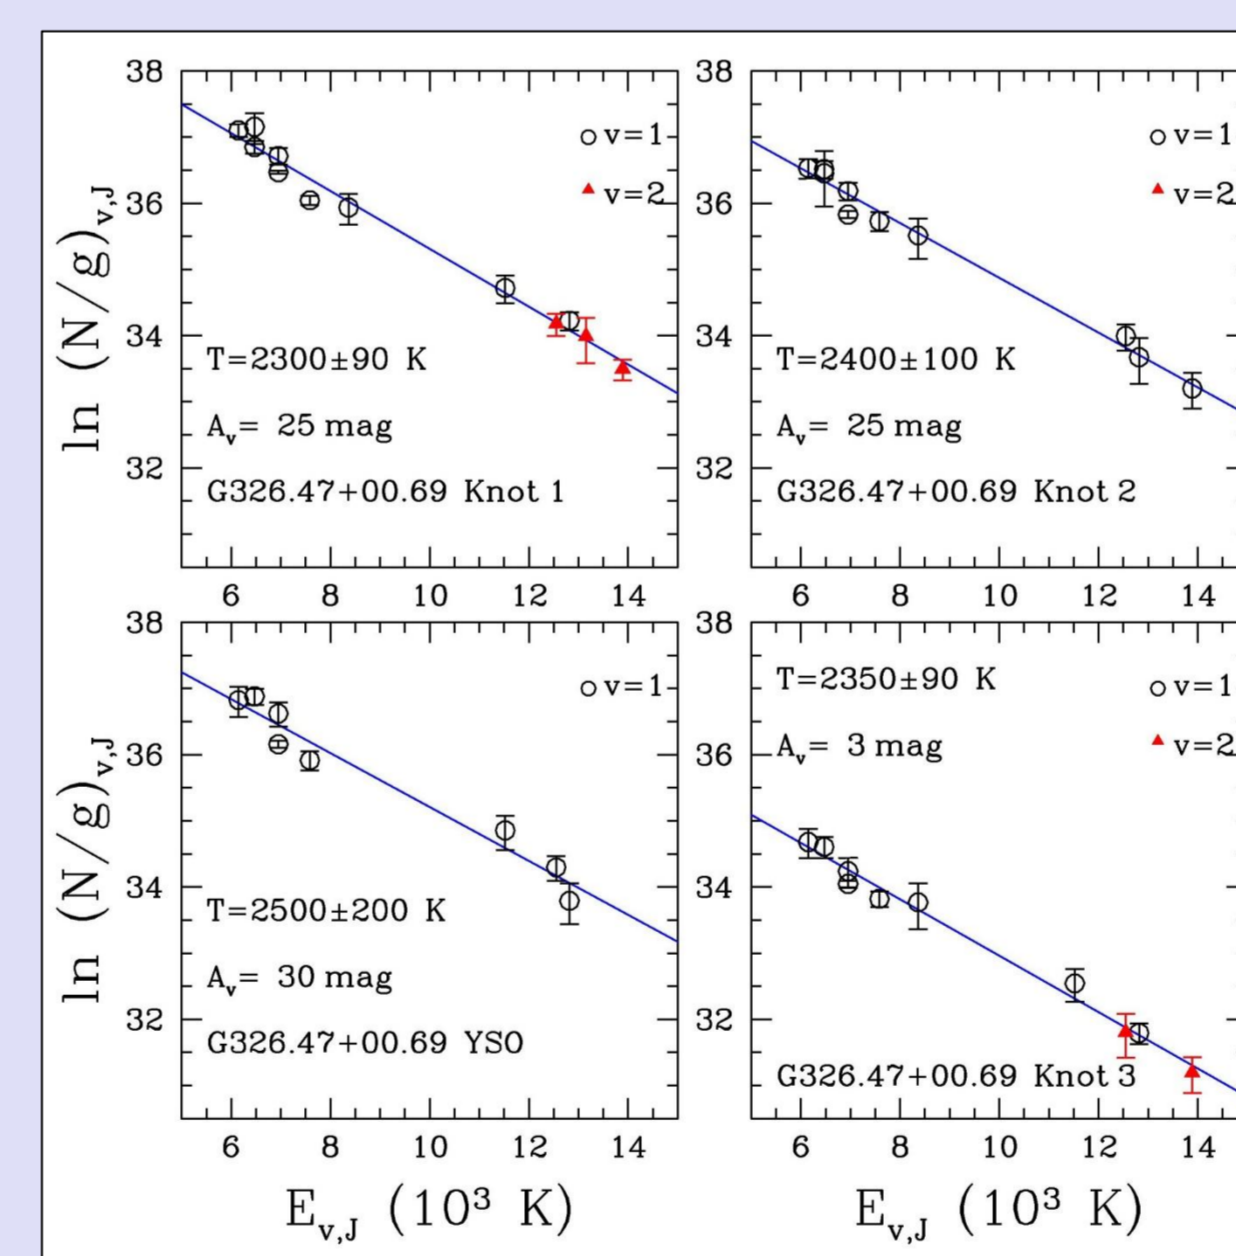 38
36
34
32
ln (N/g)v,J
○ v=1
▲ v=2
T=2300±90 K
Av= 25 mag
G326.47+00.69 Knot 1
6 8 10 12 14
38
36
34
32
○ v=1
▲ v=2
T=2400±100 K
Av= 25 mag
G326.47+00.69 Knot 2
6 8 10 12 14
38
36
34
32
ln (N/g)v,J
○ v=1
T=2500±200 K
Av= 30 mag
G326.47+00.69 YSO
6 8 10 12 14
Ev,J (10³ K)
38
36
34
32
T=2350±90 K
○ v=1
Av= 3 mag
▲ v=2
G326.47+00.69 Knot 3
6 8 10 12 14
Ev,J (10³ K)